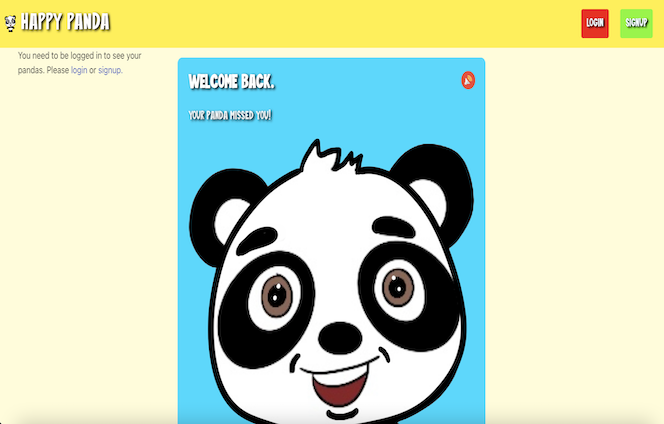 HAPPY PANDA
LOGIN
SIGNUP
You need to be logged in to see your
pandas. Please login or signup.
WELCOME BACK.
YOUR PANDA MISSED YOU!